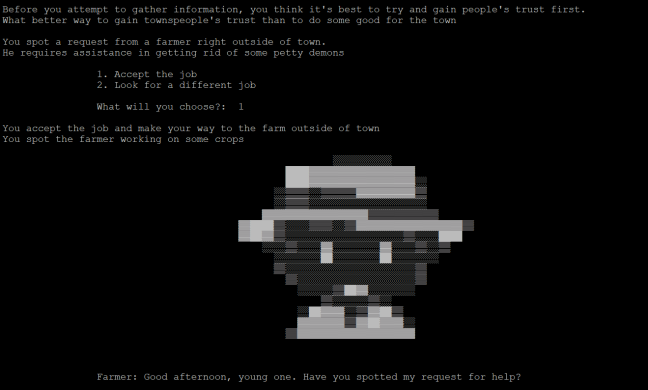 Before you attempt to gather information, you think it's best to try and gain people's trust first.
What better way to gain townspeople's trust than to do some good for the town
You spot a request from a farmer right outside of town.
He requires assistance in getting rid of some petty demons
1. Accept the job
2. Look for a different job
What will you choose?: 1
You accept the job and make your way to the farm outside of town
You spot the farmer working on some crops
Farmer: Good afternoon, young one. Have you spotted my request for help?